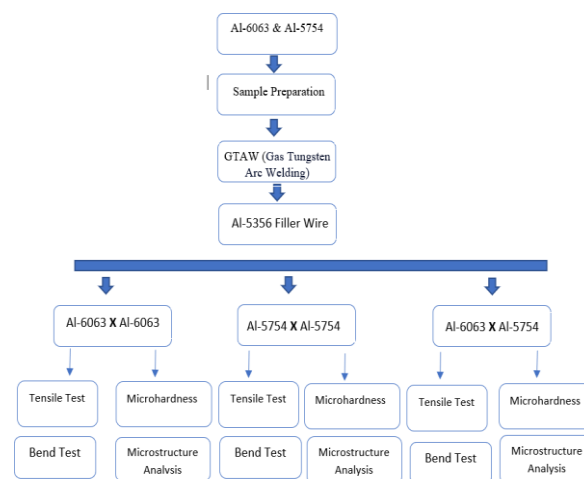 Al-6063 & Al-5754
Sample Preparation
GTAW (Gas Tungsten
Arc Welding)
Al-5356 Filler Wire
Al-6063 X Al-6063
Al-5754 X Al-5754
Al-6063 X Al-5754
Tensile Test
Microhardness
Tensile Test
Microhardness
Tensile Test
Microhardness
Bend Test
Microstructure
Analysis
Bend Test
Microstructure
Analysis
Bend Test
Microstructure
Analysis